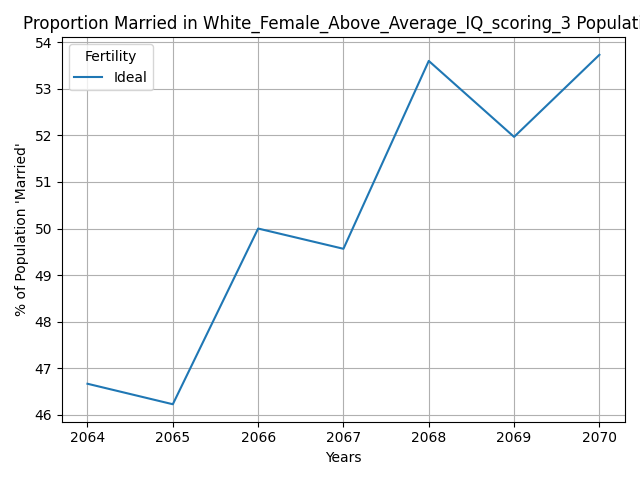 Proportion Married in White_Female_Above_Average_IQ_scoring_3 Populati
Fertility
Ideal
% of Population 'Married'
54
53
52
51
50
49
48
47
46
2064 2065 2066 2067 2068 2069 2070
Years